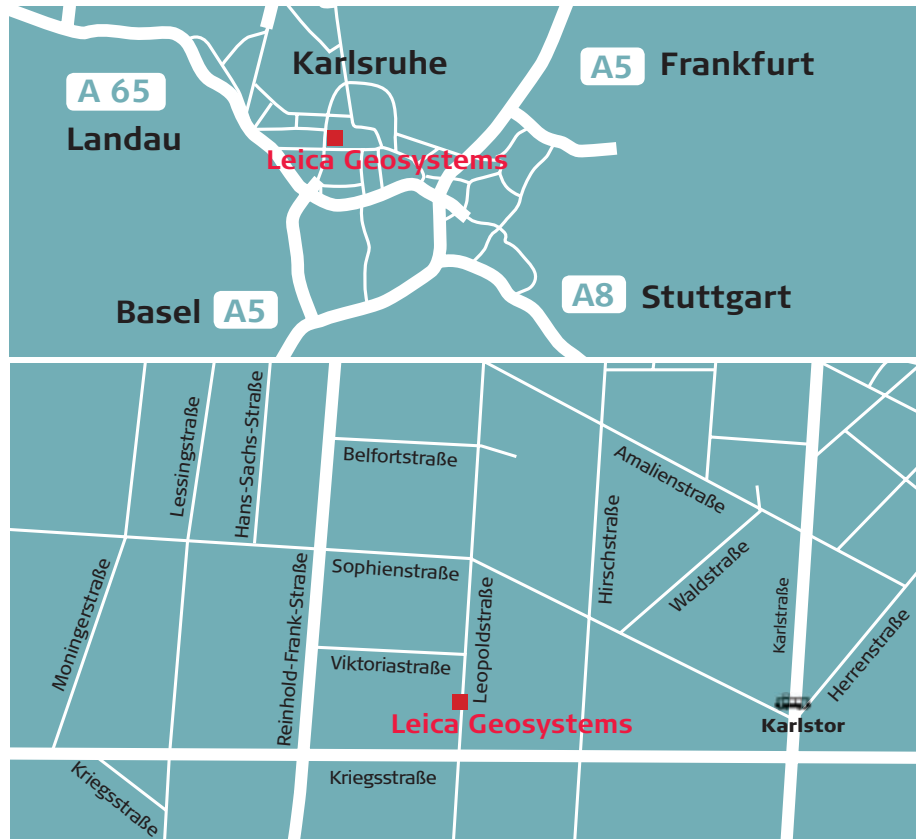 Karlsruhe
A5 Frankfurt
A 65
Landau
Leica Geosystems
Basel A5
A8 Stuttgart
Lessingstraße
Hans-Sachs-Straße
Belfortstraße
Amalienstraße
Moningerstraße
Reinhold-Frank-Straße
Sophienstraße
Leopoldstraße
Hirschstraße
Waldstraße
Karlstraße
Herrenstraße
Viktoriastraße
Leica Geosystems
Karlstor
Kriegsstraße
Kriegsstraße